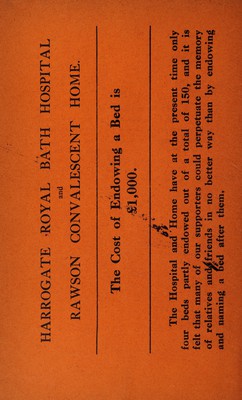 HARROGATE ROYAL BATH HOSPITAL
and
RAWSON CONVALESCENT HOME.
The Cost of Endowing a Bed is
£1,000.
The Hospital and Home have at the present time only
four beds partly endowed out of a total of 150, and it is
felt that many of our supporters could perpetuate the memory
of relatives and friends in no better way than by endowing
and naming a Bed after them.